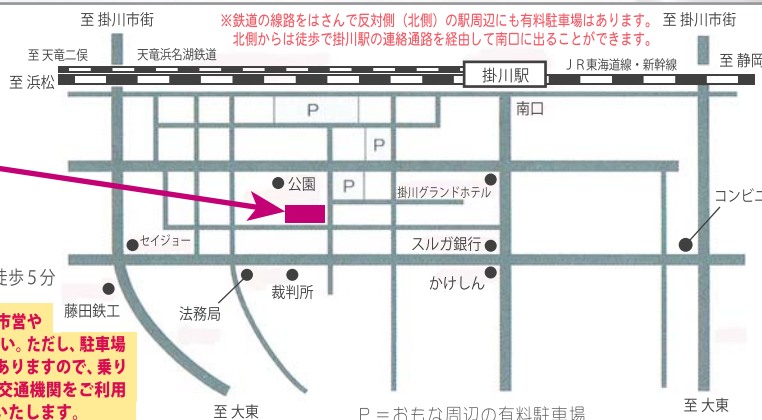 至 掛川市街
※鉄道の線路をはさんで反対側（北側）の駅周辺にも有料駐車場はあります。
北側からは徒歩で掛川駅の連絡通路を経由して南口に出ることができます。
至 掛川市街
至 天竜二俣
天竜浜名湖鉄道
掛川駅
ＪＲ東海道線・新幹線
至 静岡
至 浜松
南口
P
P
P
公園
掛川グランドホテル
コンビニ
セイジョー
スルガ銀行
徒歩５分
かけしん
藤田鉄工
法務局
裁判所
市営や
い。ただし、駐車場
ありますので、乗り
交通機関をご利用
いたします。
至 大東
P＝おもな周辺の有料駐車場
至 大東